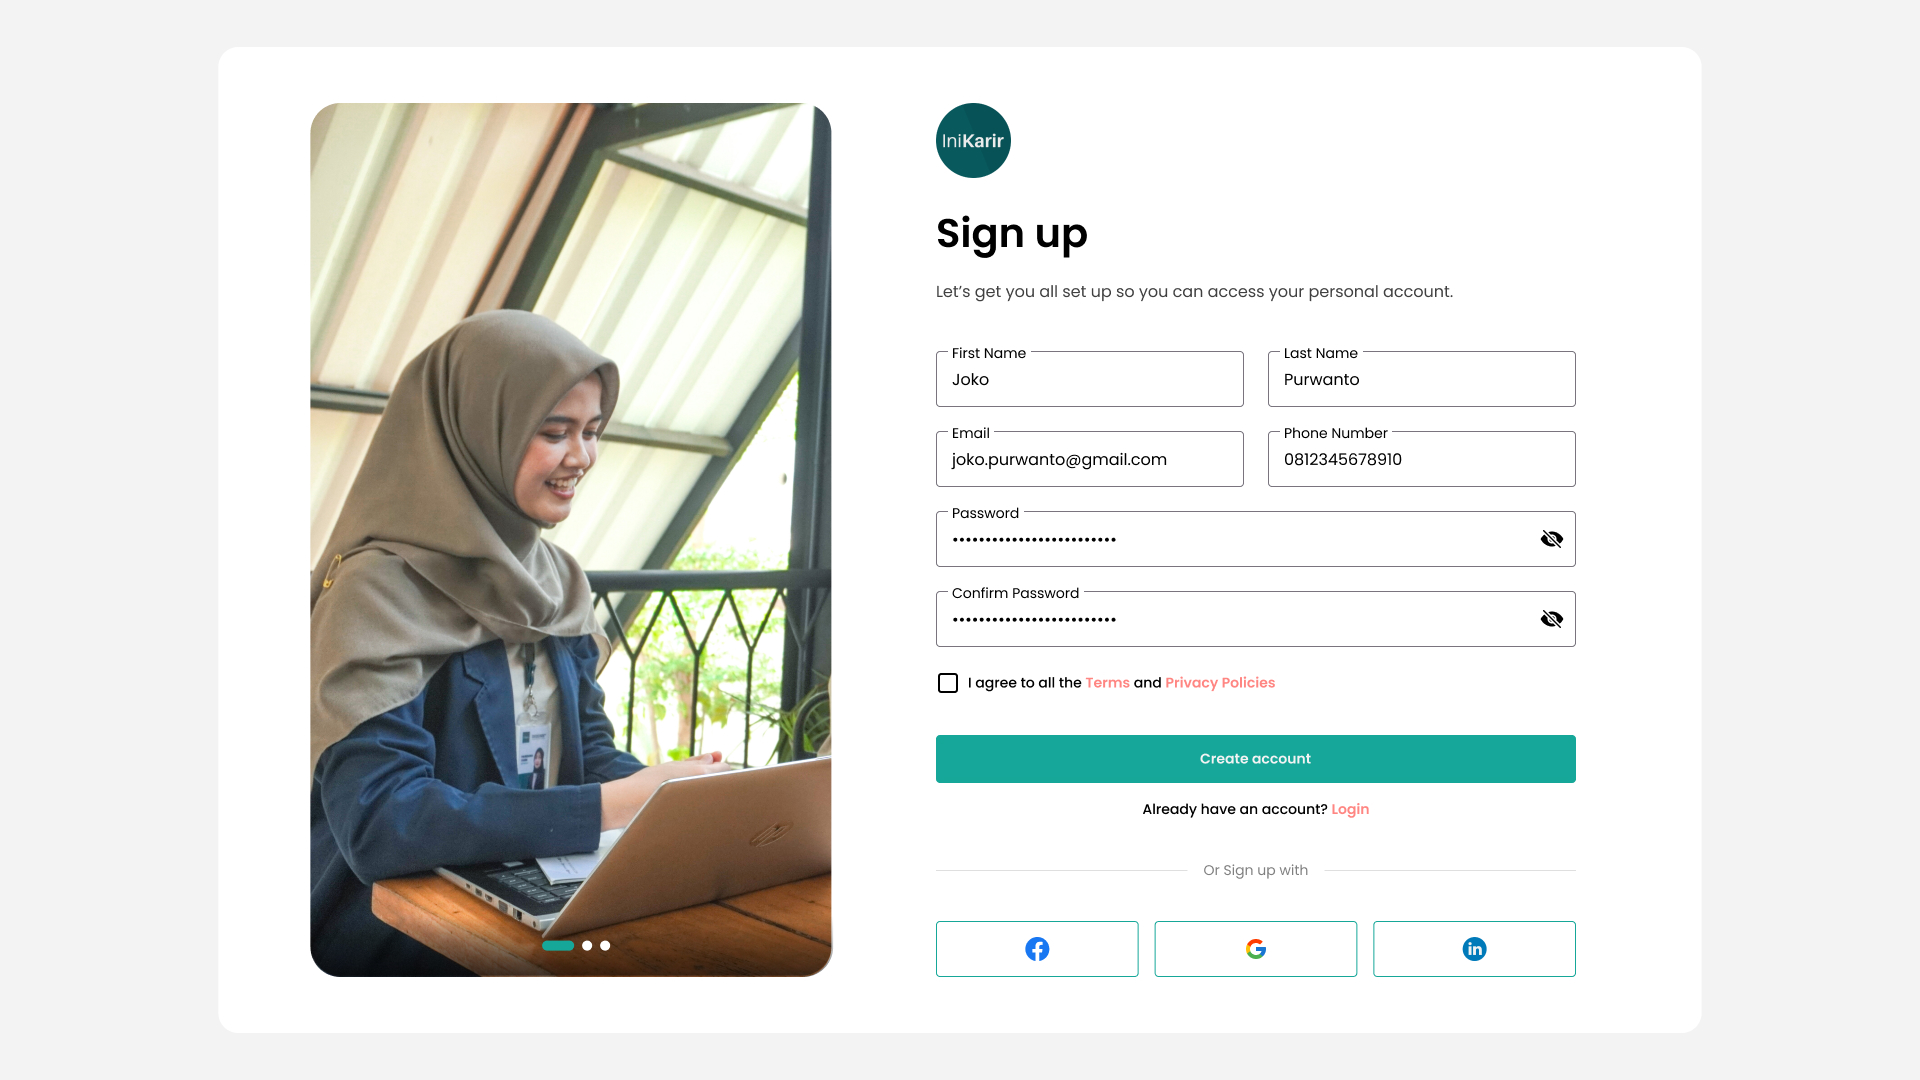 IniKarir
Sign up
Let’s get you all set up so you can access your personal account.
First Name
Joko
Last Name
Purwanto
Email
joko.purwanto@gmail.com
Phone Number
0812345678910
Password
•••••••••••••••••••••••••
Confirm Password
•••••••••••••••••••••••••
I agree to all the Terms and Privacy Policies
Create account
Already have an account? Login
Or Sign up with